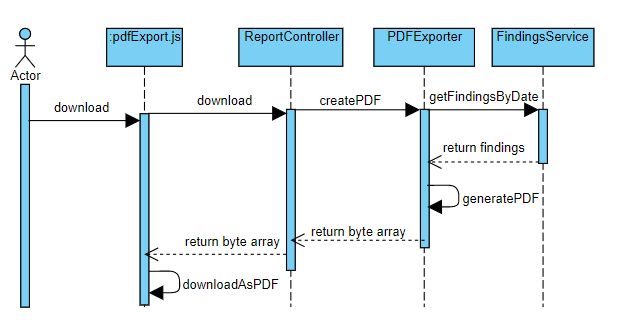 :pdfExport.js
ReportController
PDFExporter
FindingsService
Actor
download
download
createPDF
getFindingsByDate
return findings
generatePDF
return byte array
return byte array
downloadAsPDF